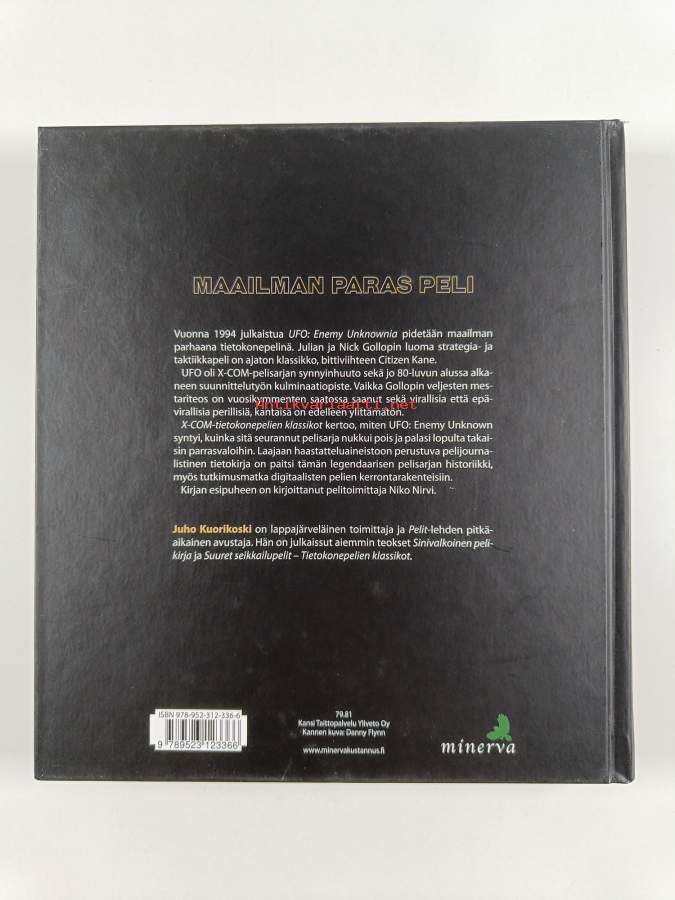 MAAILMAN PARAS PELI
Vuonna 1994 julkaistua UFO: Enemy Unknownia pidetään maailman
parhaana tietokonepelinä. Julian ja Nick Gollopin luoma strategia- ja
taktiikkapeli on ajaton klassikko, bittiviihteen Citizen Kane.
UFO oli X-COM-pelisarjan synnyinhuuto sekä jo 80-luvun alussa alka-
neen suunnittelutyön kulminaatiopiste. Vaikka Gollopin veljesten mes-
tariteos on vuosikymmenten saatossa saanut sekä virallisia että epä-
virallisia perillisiä, kantaisä on edelleen ylittämätön.
Antikvariaatti.net
X-COM-tietokonepelien klassikot kertoo, miten UFO: Enemy Unknown
syntyi, kuinka sitä seurannut pelisarja nukkui pois ja palasi lopulta takai-
sin parrasvaloihin. Laajaan haastatteluaineistoon perustuva pelijourna-
listinen tietokirja on paitsi tämän legendaarisen pelisarjan historiikki,
myös tutkimusmatka digitaalisten pelien kerrontarakenteisiin.
Kirjan esipuheen on kirjoittanut pelitoimittaja Niko Nirvi.
Juho Kuorikoski on lappajärveläinen toimittaja ja Pelit-lehden pitkä-
aikainen avustaja. Hän on julkaissut aiemmin teokset Sinivalkoinen peli-
kirja ja Suuret seikkailupelit – Tietokonepelien klassikot.
ISBN 978-952-312-336-6
9 789523 123366
79.81
Kansi Taittopalvelu Yliveto Oy
Kannen kuva: Danny Flynn
www.minervakustannus.fi
minerva